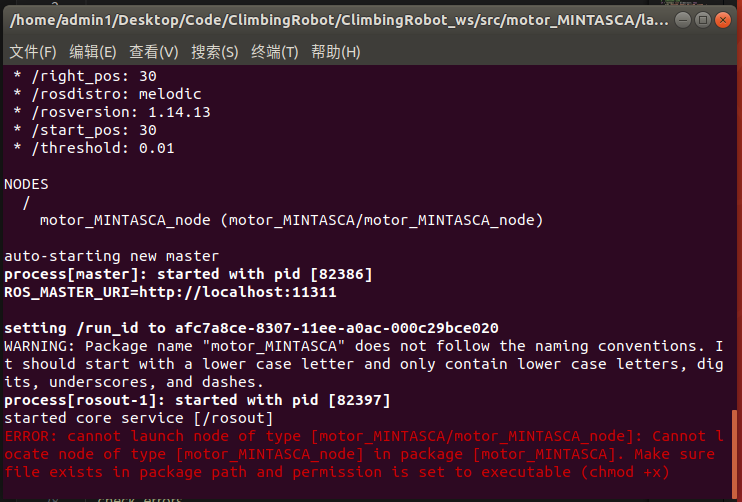 /home/admin1/Desktop/Code/ClimbingRobot/ClimbingRobot_ws/src/motor_MINTASCA/la...
文件(F) 编辑(E) 查看(V) 搜索(S) 终端(T) 帮助(H)
* /right_pos: 30
* /rosdistro: melodic
* /rosversion: 1.14.13
* /start_pos: 30
* /threshold: 0.01
NODES
/
motor_MINTASCA_node (motor_MINTASCA/motor_MINTASCA_node)
auto-starting new master
process[master]: started with pid [82386]
ROS_MASTER_URI=http://localhost:11311
setting /run_id to afc7a8ce-8307-11ee-a0ac-000c29bce020
WARNING: Package name "motor_MINTASCA" does not follow the naming conventions. I
t should start with a lower case letter and only contain lower case letters, dig
its, underscores, and dashes.
process[rosout-1]: started with pid [82397]
started core service [/rosout]
ERROR: cannot launch node of type [motor_MINTASCA/motor_MINTASCA_node]: Cannot l
ocate node of type [motor_MINTASCA_node] in package [motor_MINTASCA]. Make sure
file exists in package path and permission is set to executable (chmod +x)